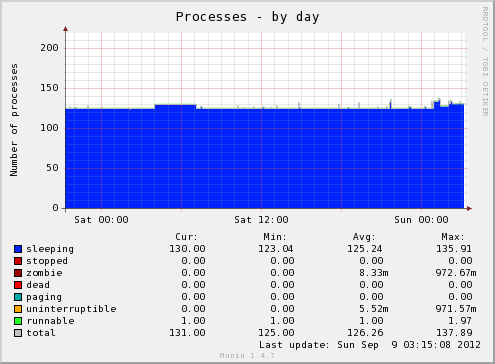 Processes - by day
RRDTOOL / TOBI OETIKER
Number of processes
200
150
100
50
0
Sat 00:00 Sat 12:00 Sun 00:00
Cur: Min: Avg: Max:
sleeping 130.00 123.04 125.24 135.91
stopped 0.00 0.00 0.00 0.00
zombie 0.00 0.00 8.33m 972.67m
dead 0.00 0.00 0.00 0.00
paging 0.00 0.00 0.00 0.00
uninterruptible 0.00 0.00 5.52m 971.57m
runnable 1.00 1.00 1.00 1.97
total 131.00 125.00 126.26 137.89
Last update: Sun Sep 9 03:15:08 2012
Munin 1.4.7